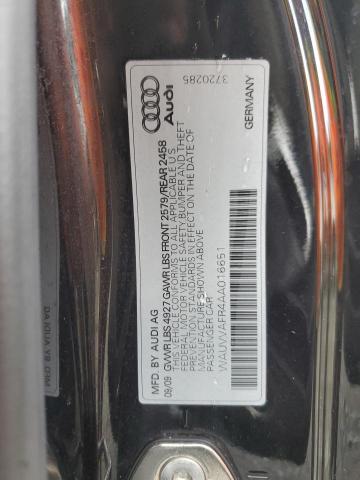 Audi
3720285
GERMANY
MFD. BY AUDI AG
09/09 GVWR LBS 4927 GAWR LBS FRONT 2579/REAR 2458
THIS VEHICLE CONFORMS TO ALL APPLICABLE U S
FEDERAL MOTOR VEHICLE SAFETY, BUMPER AND THEFT
PREVENTION STANDARDS IN EFFECT ON THE DATE OF
MANUFACTURE SHOWN ABOVE
PASSENGER CAR